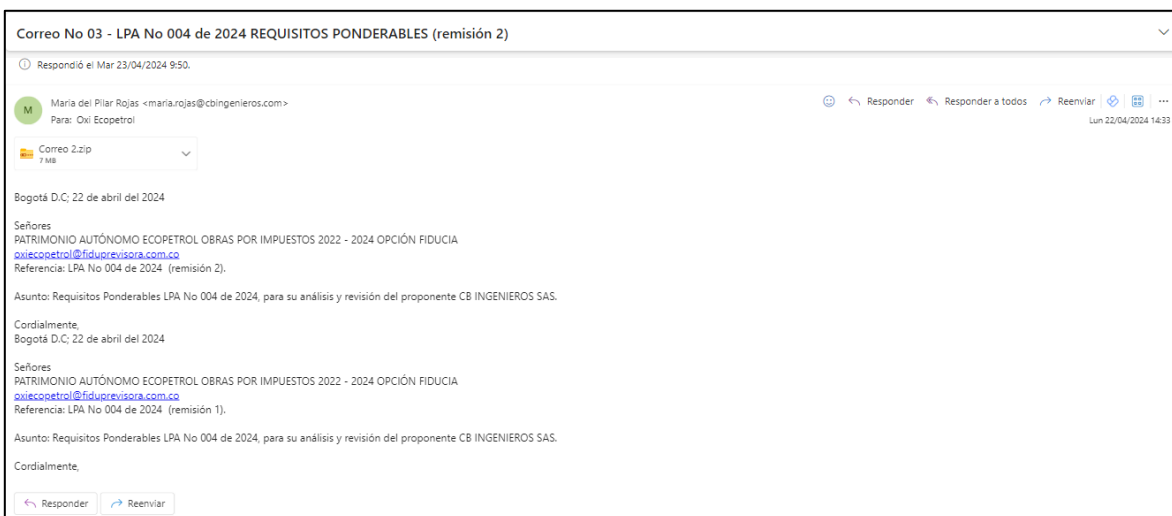 Correo No 03 - LPA No 004 de 2024 REQUISITOS PONDERABLES (remisión 2)
Respondió el Mar 23/04/2024 9:50.
M
María del Pilar Rojas <maria.rojas@cbingenieros.com>
Para: Oxi Ecopetrol
Responder
Responder a todos
Reenviar
Lun 22/04/2024 14:33
Correo 2.zip
7 MB
Bogotá D.C; 22 de abril del 2024
Señores
PATRIMONIO AUTÓNOMO ECOPETROL OBRAS POR IMPUESTOS 2022 - 2024 OPCIÓN FIDUCIA
oxiecopetrol@fiduprevisora.com.co
Referencia: LPA No 004 de 2024 (remisión 2).
Asunto: Requisitos Ponderables LPA No 004 de 2024, para su análisis y revisión del proponente CB INGENIEROS SAS.
Cordialmente,
Bogotá D.C; 22 de abril del 2024
Señores
PATRIMONIO AUTÓNOMO ECOPETROL OBRAS POR IMPUESTOS 2022 - 2024 OPCIÓN FIDUCIA
oxiecopetrol@fiduprevisora.com.co
Referencia: LPA No 004 de 2024 (remisión 1).
Asunto: Requisitos Ponderables LPA No 004 de 2024, para su análisis y revisión del proponente CB INGENIEROS SAS.
Cordialmente,
Responder
Reenviar